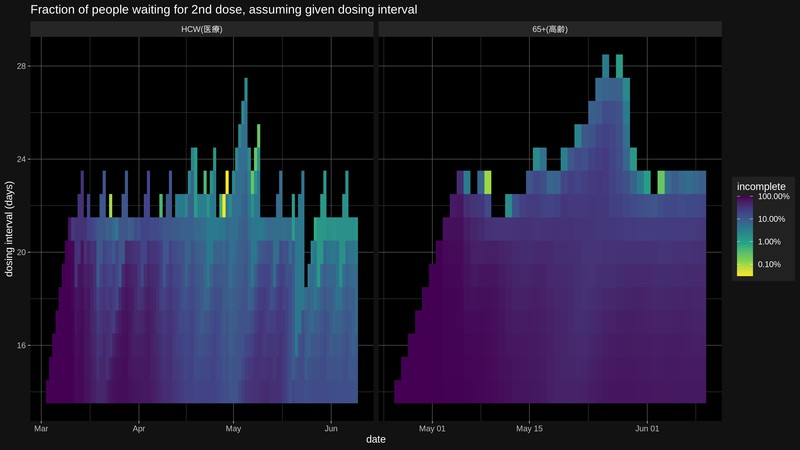 Fraction of people waiting for 2nd dose, assuming given dosing interval
HCW(医療)
65+(高齢)
dosing interval (days)
28
24
20
16
Mar
Apr
May
Jun
May 01
May 15
Jun 01
date
incomplete
100.00%
10.00%
1.00%
0.10%